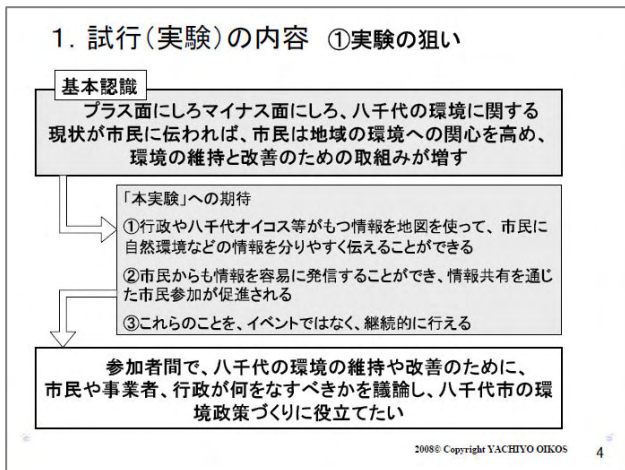 1. 試行(実験)の内容 ①実験の狙い
基本認識
プラス面にしろマイナス面にしろ、八千代の環境に関する
現状が市民に伝われば、市民は地域の環境への関心を高め、
環境の維持と改善のための取組みが増す
「本実験」への期待
①行政や八千代オイコス等がもつ情報を地図を使って、市民に
自然環境などの情報を分りやすく伝えることができる
②市民からも情報を容易に発信することができ、情報共有を通じ
た市民参加が促進される
③これらのことを、イベントではなく、継続的に行える
参加者間で、八千代の環境の維持や改善のために、
市民や事業者、行政が何をなすべきかを議論し、八千代市の環
境政策づくりに役立てたい
2008© Copyright YACHIYO OIKOS
4